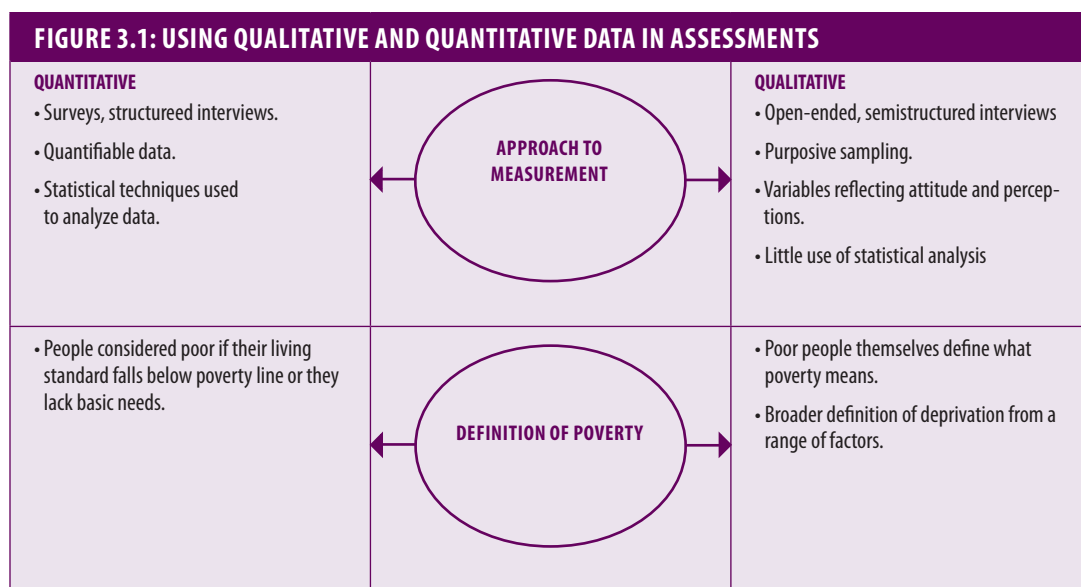 FIGURE 3.1: USING QUALITATIVE AND QUANTITATIVE DATA IN ASSESSMENTS
QUANTITATIVE
• Surveys, structureed interviews.
• Quantifiable data.
• Statistical techniques used
to analyze data.
APPROACH TO
MEASUREMENT
QUALITATIVE
• Open-ended, semistructured interviews
• Purposive sampling.
• Variables reflecting attitude and percep-
tions.
• Little use of statistical analysis
• People considered poor if their living
standard falls below poverty line or they
lack basic needs.
DEFINITION OF POVERTY
• Poor people themselves define what
poverty means.
• Broader definition of deprivation from a
range of factors.